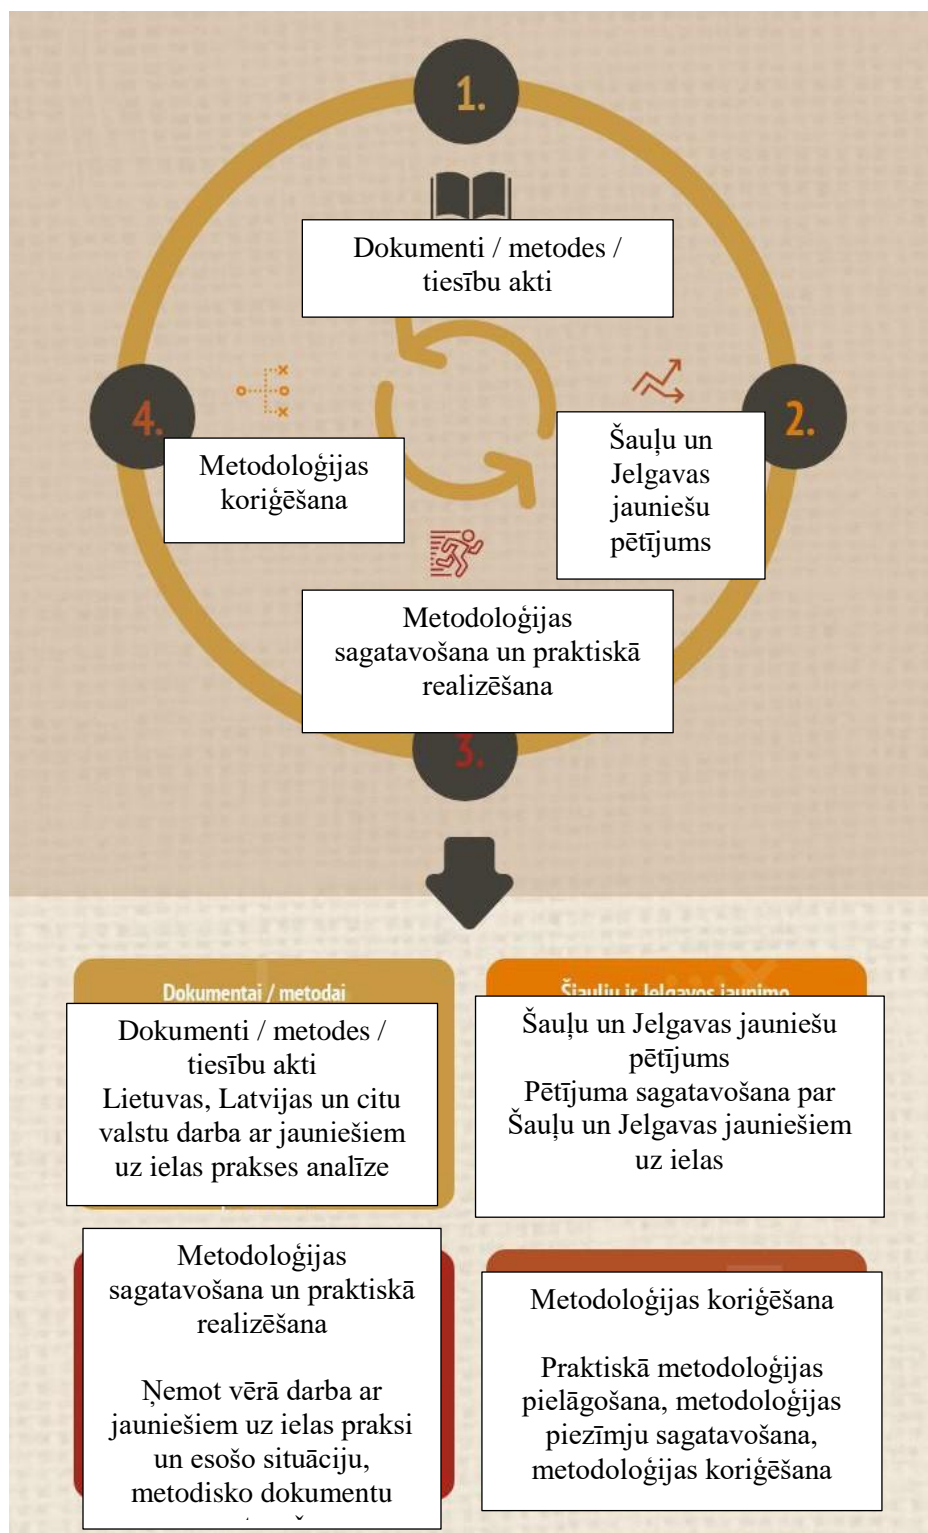 1.
Dokumenti / metodes /
tiesību akti
2.
Šauļu un
Jelgavas
jauniešu
pētījums
4.
Metodoloģijas
koriģēšana
Metodoloģijas
sagatavošana un praktiskā
realizēšana
3.
Dokumentai / metodai
Dokumenti / metodes /
tiesību akti
Lietuvas, Latvijas un citu
valstu darba ar jauniešiem
uz ielas prakses analīze
Šiaulių ir Jelgavos jaunimo
Šauļu un Jelgavas jauniešu
pētījums
Pētījuma sagatavošana par
Šauļu un Jelgavas jauniešiem
uz ielas
Metodoloģijas
sagatavošana un praktiskā
realizēšana
Ņemot vērā darba ar
jauniešiem uz ielas praksi
un esošo situāciju,
metodisko dokumentu
Metodoloģijas koriģēšana
Praktiskā metodoloģijas
pielāgošana, metodoloģijas
piezīmju sagatavošana,
metodoloģijas koriģēšana